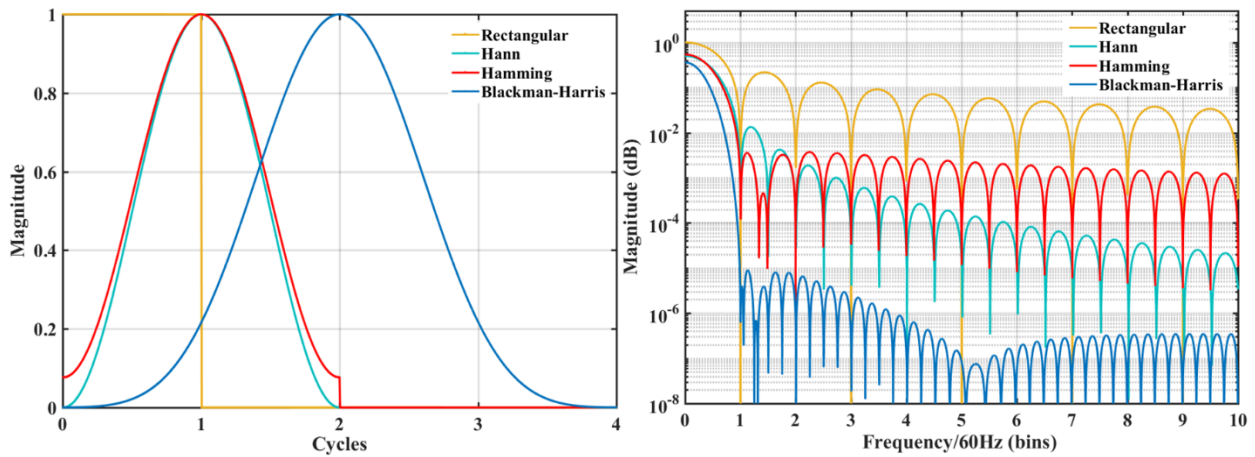 1
0.8
0.6
0.4
0.2
0
Magnitude
0 1 2 3 4
Cycles
Rectangular
Hann
Hamming
Blackman-Harris
10^0
10^-2
10^-4
10^-6
10^-8
Magnitude (dB)
0 1 2 3 4 5 6 7 8 9 10
Frequency/60Hz (bins)
Rectangular
Hann
Hamming
Blackman-Harris